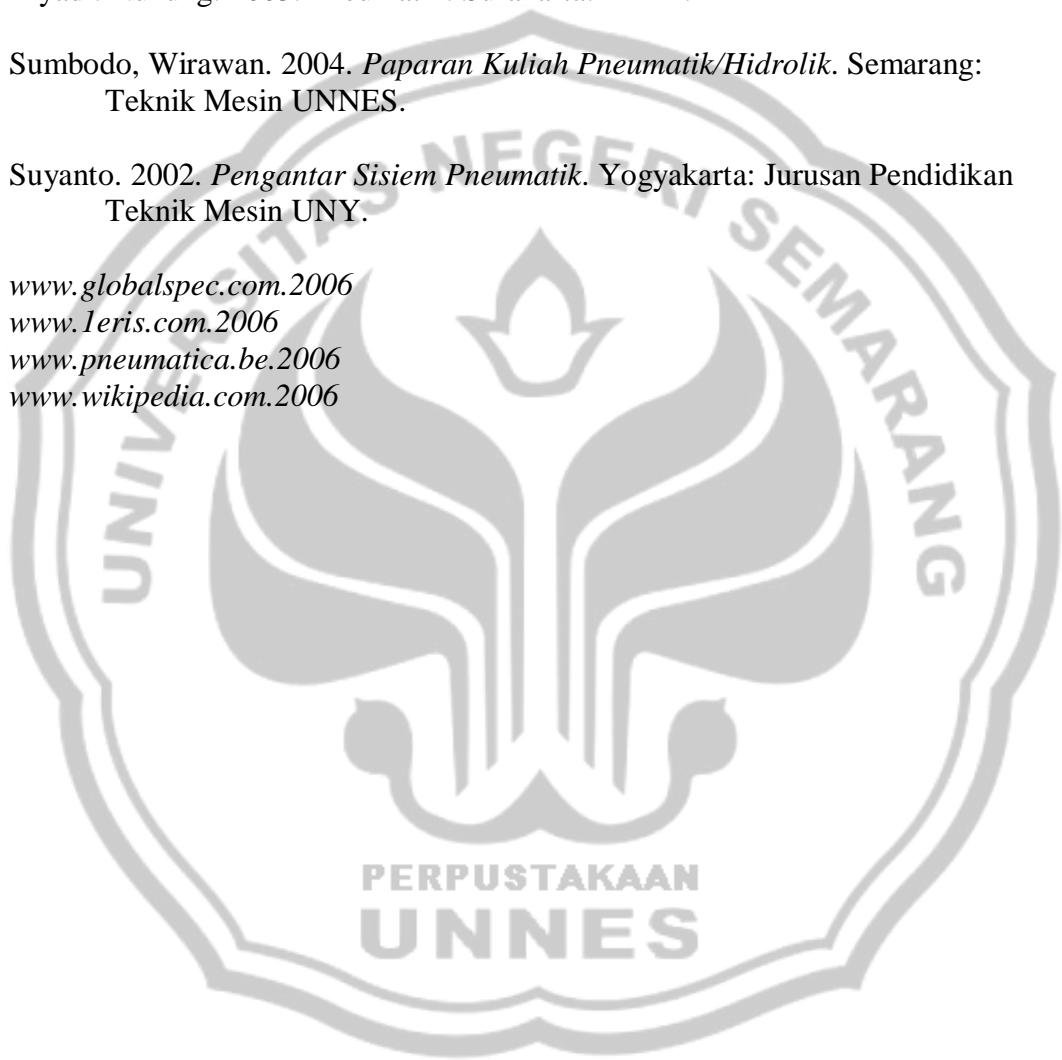 Sumbodo, Wirawan. 2004. Paparan Kuliah Pneumatik/Hidrolik. Semarang:
Teknik Mesin UNNES.
Suyanto. 2002. Pengantar Sisiem Pneumatik. Yogyakarta: Jurusan Pendidikan
Teknik Mesin UNY.
www.globalspec.com.2006
www.1eris.com.2006
www.pneumatica.be.2006
www.wikipedia.com.2006
UNIVERSITAS NEGERI SEMARANG
PERPUSTAKAAN
UNNES